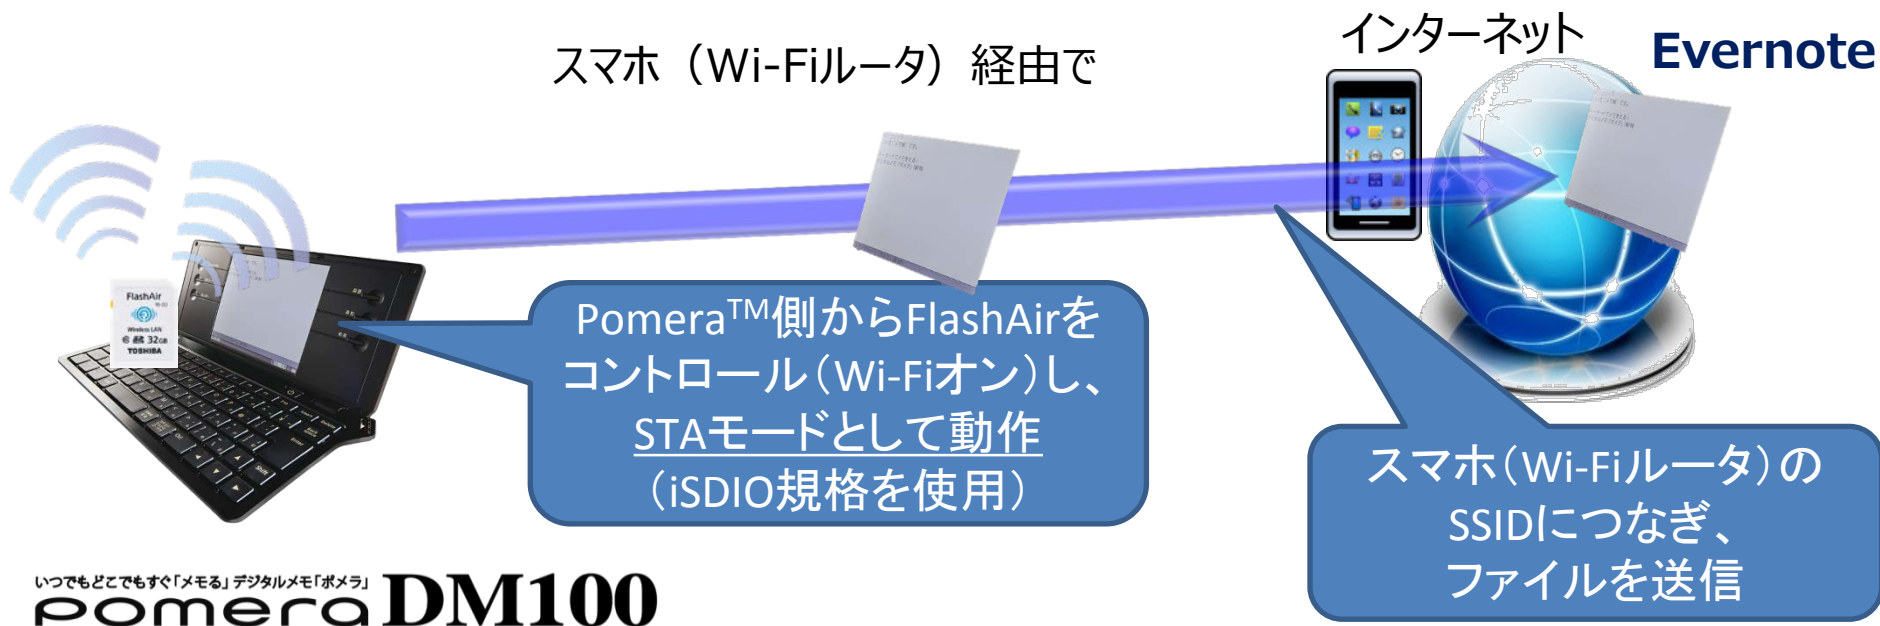 スマホ（Wi-Fiルータ）経由で
インターネット
Evernote
FlashAir
Wireless LAN
32GB
TOSHIBA
Pomera™側からFlashAirを
コントロール（Wi-Fiオン）し、
STAモードとして動作
（iSDIO規格を使用）
スマホ（Wi-Fiルータ）の
SSIDにつなぎ、
ファイルを送信
いつでもどこでもすぐ「メモる」デジタルメモ「ポメラ」
pomera DM100